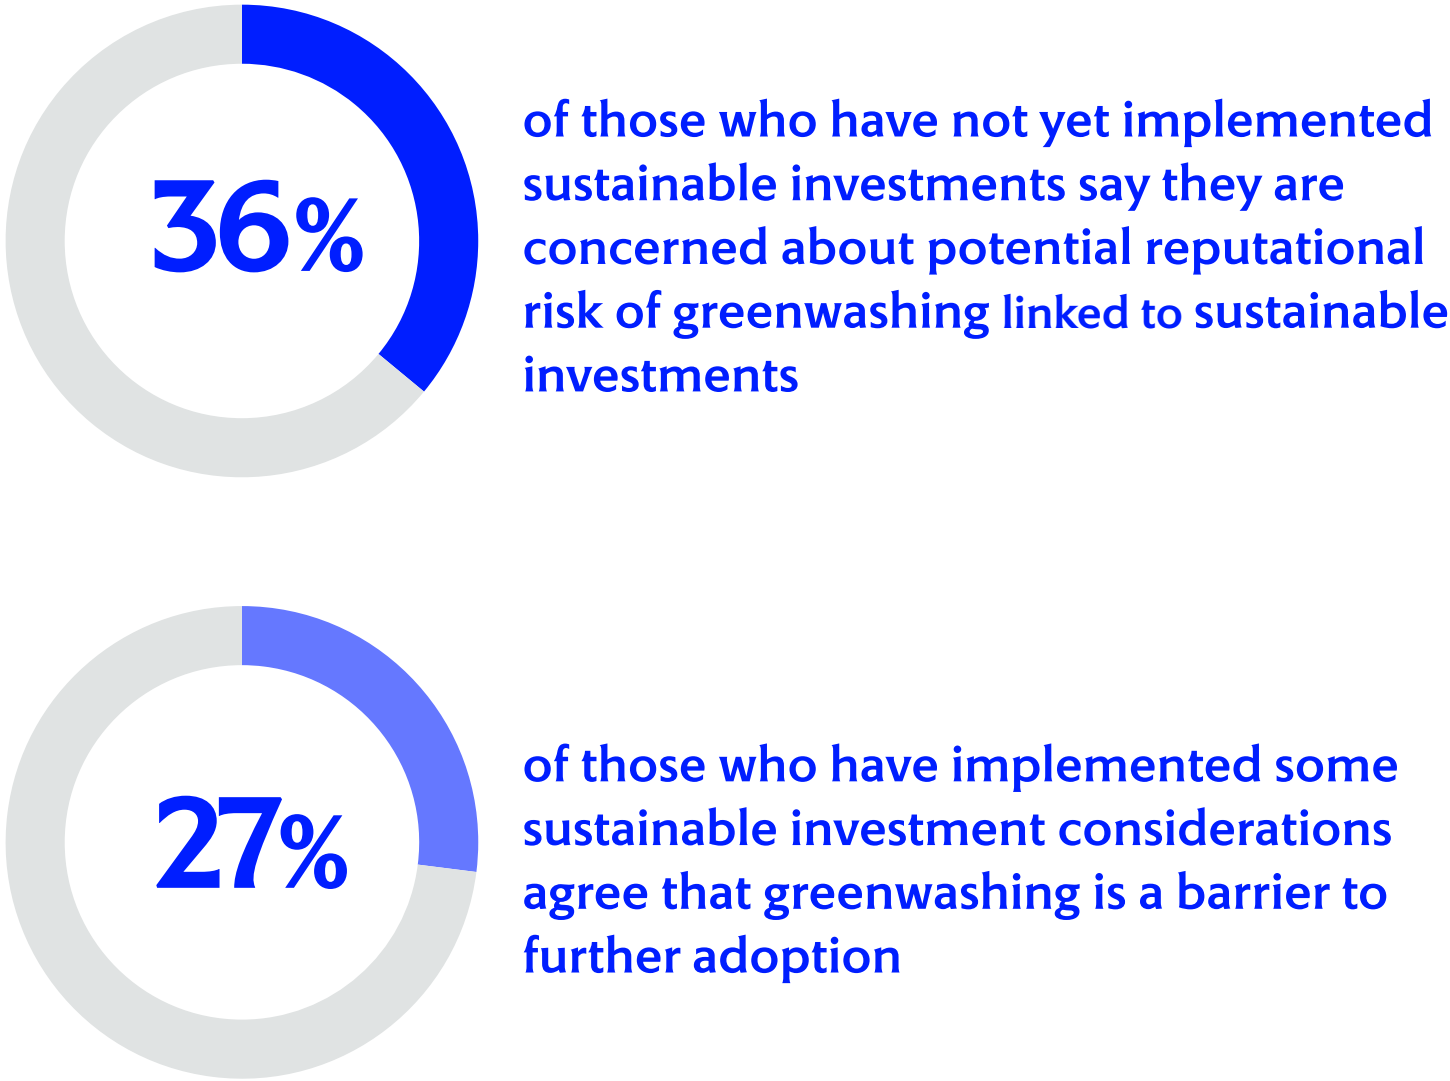 36%
of those who have not yet implemented
sustainable investments say they are
concerned about potential reputational
risk of greenwashing linked to sustainable
investments
27%
of those who have implemented some
sustainable investment considerations
agree that greenwashing is a barrier to
further adoption